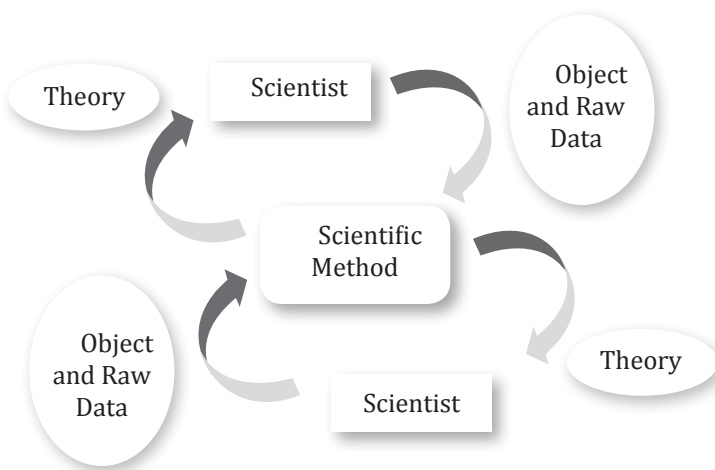 Theory
Scientist
Object
and Raw
Data
Scientific
Method
Object
and Raw
Data
Theory
Scientist